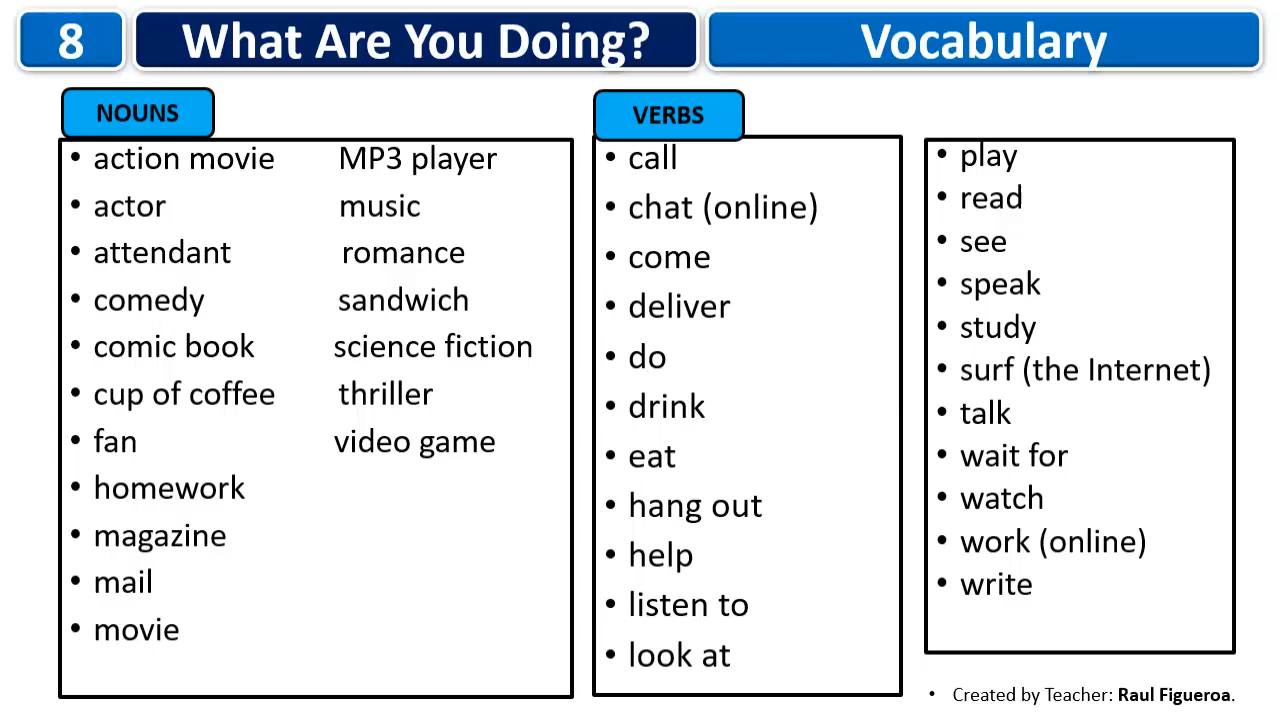 8
What Are You Doing?
Vocabulary
NOUNS
• action movie
• actor
• attendant
• comedy
• comic book
• cup of coffee
• fan
• homework
• magazine
• mail
• movie
MP3 player
music
romance
sandwich
science fiction
thriller
video game
VERBS
• call
• chat (online)
• come
• deliver
• do
• drink
• eat
• hang out
• help
• listen to
• look at
• play
• read
• see
• speak
• study
• surf (the Internet)
• talk
• wait for
• watch
• work (online)
• write
• Created by Teacher: Raul Figueroa.